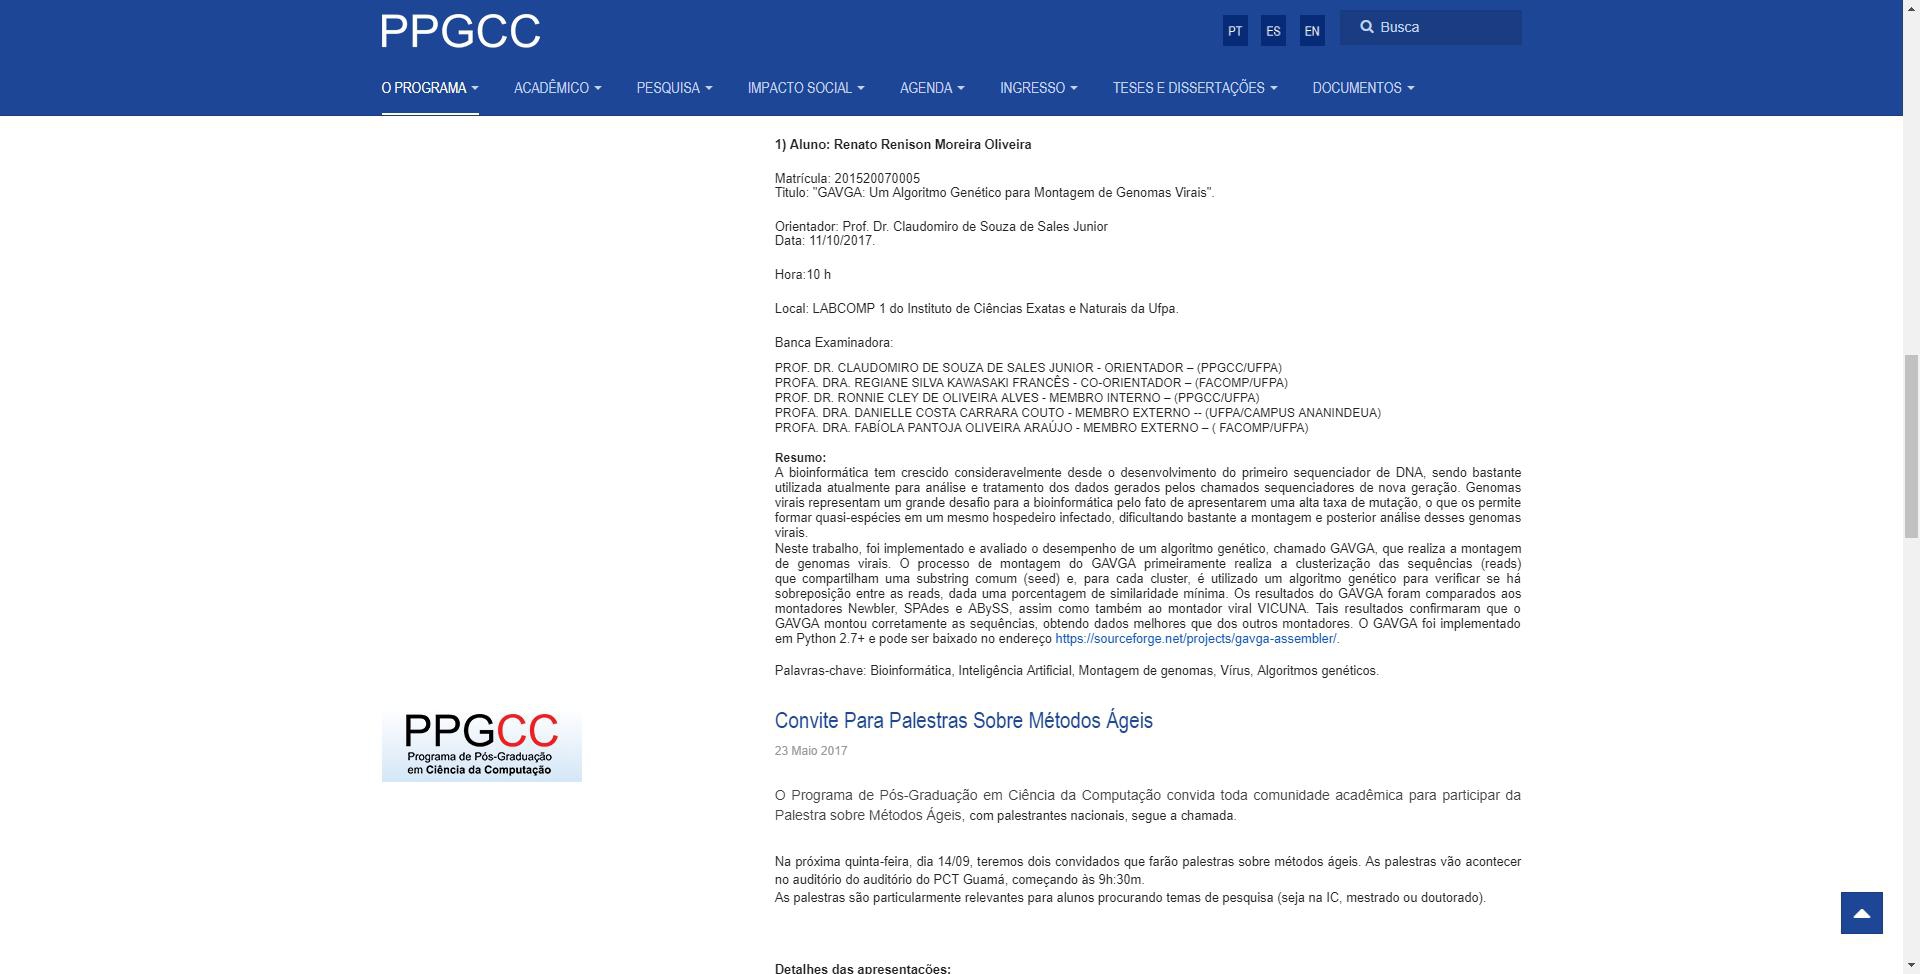 PPGCC
PT ES EN Busca
O PROGRAMA ACADÊMICO PESQUISA IMPACTO SOCIAL AGENDA INGRESSO TESES E DISSERTAÇÕES DOCUMENTOS
1) Aluno: Renato Renison Moreira Oliveira
Matrícula: 201520070005
Titulo: "GAVGA: Um Algoritmo Genético para Montagem de Genomas Virais".
Orientador: Prof. Dr. Claudomiro de Souza de Sales Junior
Data: 11/10/2017.
Hora:10 h
Local: LABCOMP 1 do Instituto de Ciências Exatas e Naturais da Ufpa.
Banca Examinadora:
PROF. DR. CLAUDOMIRO DE SOUZA DE SALES JUNIOR - ORIENTADOR – (PPGCC/UFPA)
PROFA. DRA. REGIANE SILVA KAWASAKI FRANCÊS - CO-ORIENTADOR – (FACOMP/UFPA)
PROF. DR. RONNIE CLEY DE OLIVEIRA ALVES - MEMBRO INTERNO – (PPGCC/UFPA)
PROFA. DRA. DANIELLE COSTA CARRARA COUTO - MEMBRO EXTERNO -- (UFPA/CAMPUS ANANINDEUA)
PROFA. DRA. FABÍOLA PANTOJA OLIVEIRA ARAÚJO - MEMBRO EXTERNO – ( FACOMP/UFPA)
Resumo:
A bioinformática tem crescido consideravelmente desde o desenvolvimento do primeiro sequenciador de DNA, sendo bastante
utilizada atualmente para análise e tratamento dos dados gerados pelos chamados sequenciadores de nova geração. Genomas
virais representam um grande desafio para a bioinformática pelo fato de apresentarem uma alta taxa de mutação, o que os permite
formar quasi-espécies em um mesmo hospedeiro infectado, dificultando bastante a montagem e posterior análise desses genomas
virais.
Neste trabalho, foi implementado e avaliado o desempenho de um algoritmo genético, chamado GAVGA, que realiza a montagem
de genomas virais. O processo de montagem do GAVGA primeiramente realiza a clusterização das sequências (reads)
que compartilham uma substring comum (seed) e, para cada cluster, é utilizado um algoritmo genético para verificar se há
sobreposição entre as reads, dada uma porcentagem de similaridade mínima. Os resultados do GAVGA foram comparados aos
montadores Newbler, SPAdes e ABySS, assim como também ao montador viral VICUNA. Tais resultados confirmaram que o
GAVGA montou corretamente as sequências, obtendo dados melhores que dos outros montadores. O GAVGA foi implementado
em Python 2.7+ e pode ser baixado no endereço https://sourceforge.net/projects/gavga-assembler/.
Palavras-chave: Bioinformática, Inteligência Artificial, Montagem de genomas, Vírus, Algoritmos genéticos.
PPGCC
Programa de Pós-Graduação
em Ciência da Computação
Convite Para Palestras Sobre Métodos Ágeis
23 Maio 2017
O Programa de Pós-Graduação em Ciência da Computação convida toda comunidade acadêmica para participar da
Palestra sobre Métodos Ágeis, com palestrantes nacionais, segue a chamada.
Na próxima quinta-feira, dia 14/09, teremos dois convidados que farão palestras sobre métodos ágeis. As palestras vão acontecer
no auditório do auditório do PCT Guamá, começando às 9h:30m.
As palestras são particularmente relevantes para alunos procurando temas de pesquisa (seja na IC, mestrado ou doutorado).
Detalhes das apresentações: